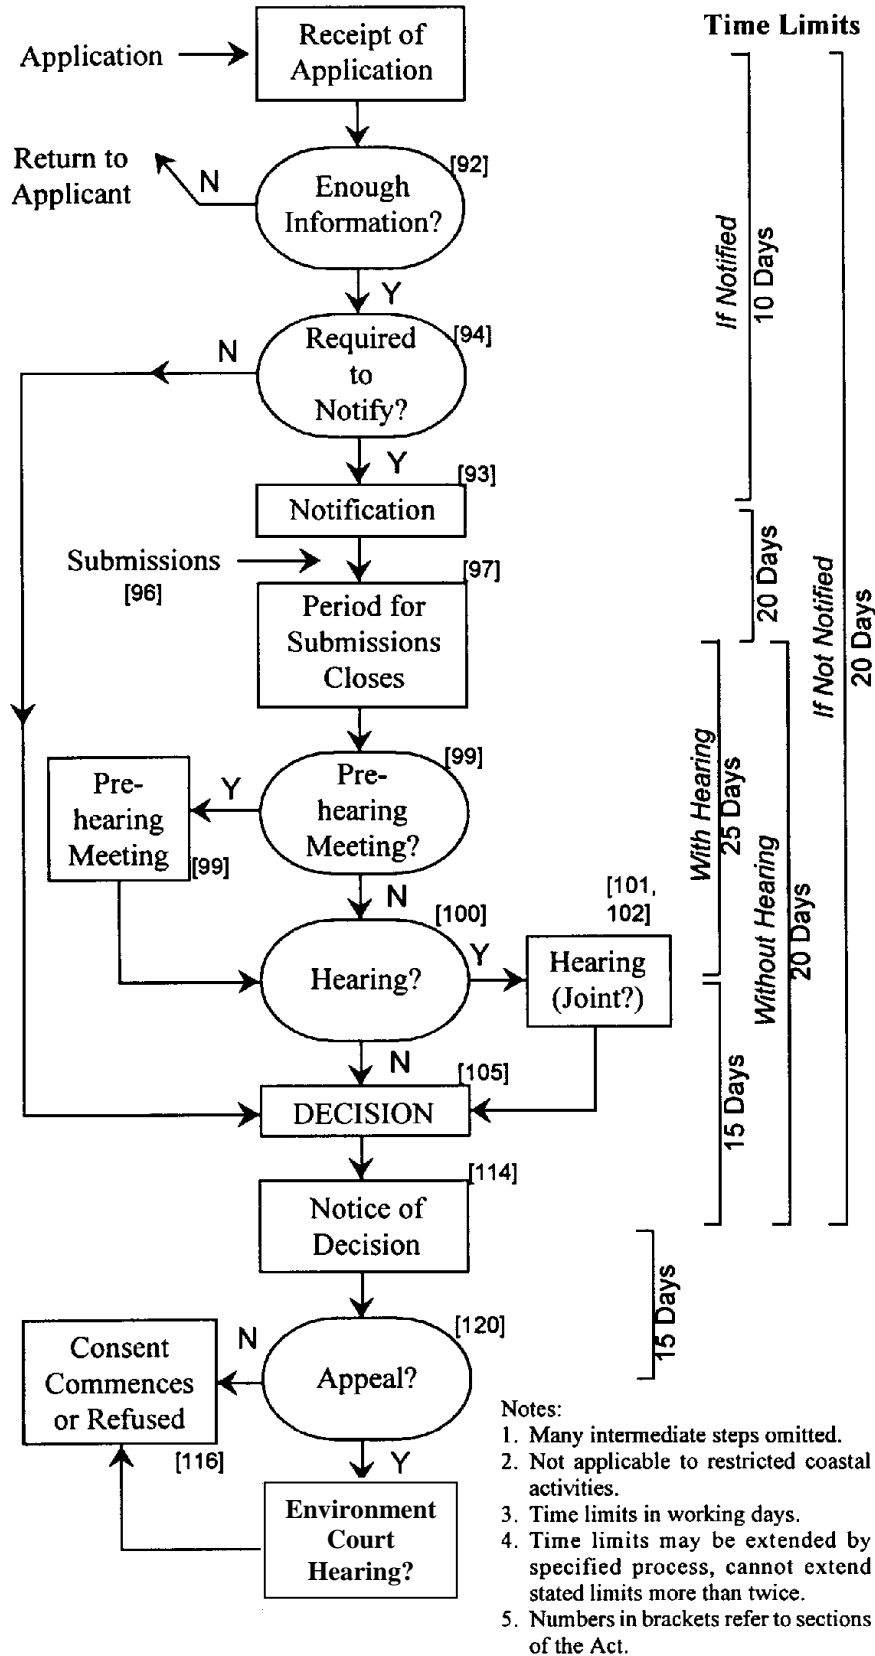 Time Limits
Application
Receipt of
Application
Return to
Applicant
N
[92]
Enough
Information?
Y
If Notified
10 Days
[94]
Required
to
Notify?
N
Y
[93]
Notification
Submissions
[96]
[97]
Period for
Submissions
Closes
20 Days
If Not Notified
20 Days
[99]
Pre-
hearing
Meeting?
Y
Pre-
hearing
Meeting
[99]
N
With Hearing
25 Days
Without Hearing
20 Days
[100]
Hearing?
Y
[101,
102]
Hearing
(Joint?)
N
[105]
DECISION
15 Days
[114]
Notice of
Decision
15 Days
[120]
Appeal?
N
Consent
Commences
or Refused
[116]
Y
Environment
Court
Hearing?
Notes:
1. Many intermediate steps omitted.
2. Not applicable to restricted coastal
activities.
3. Time limits in working days.
4. Time limits may be extended by
specified process, cannot extend
stated limits more than twice.
5. Numbers in brackets refer to sections
of the Act.